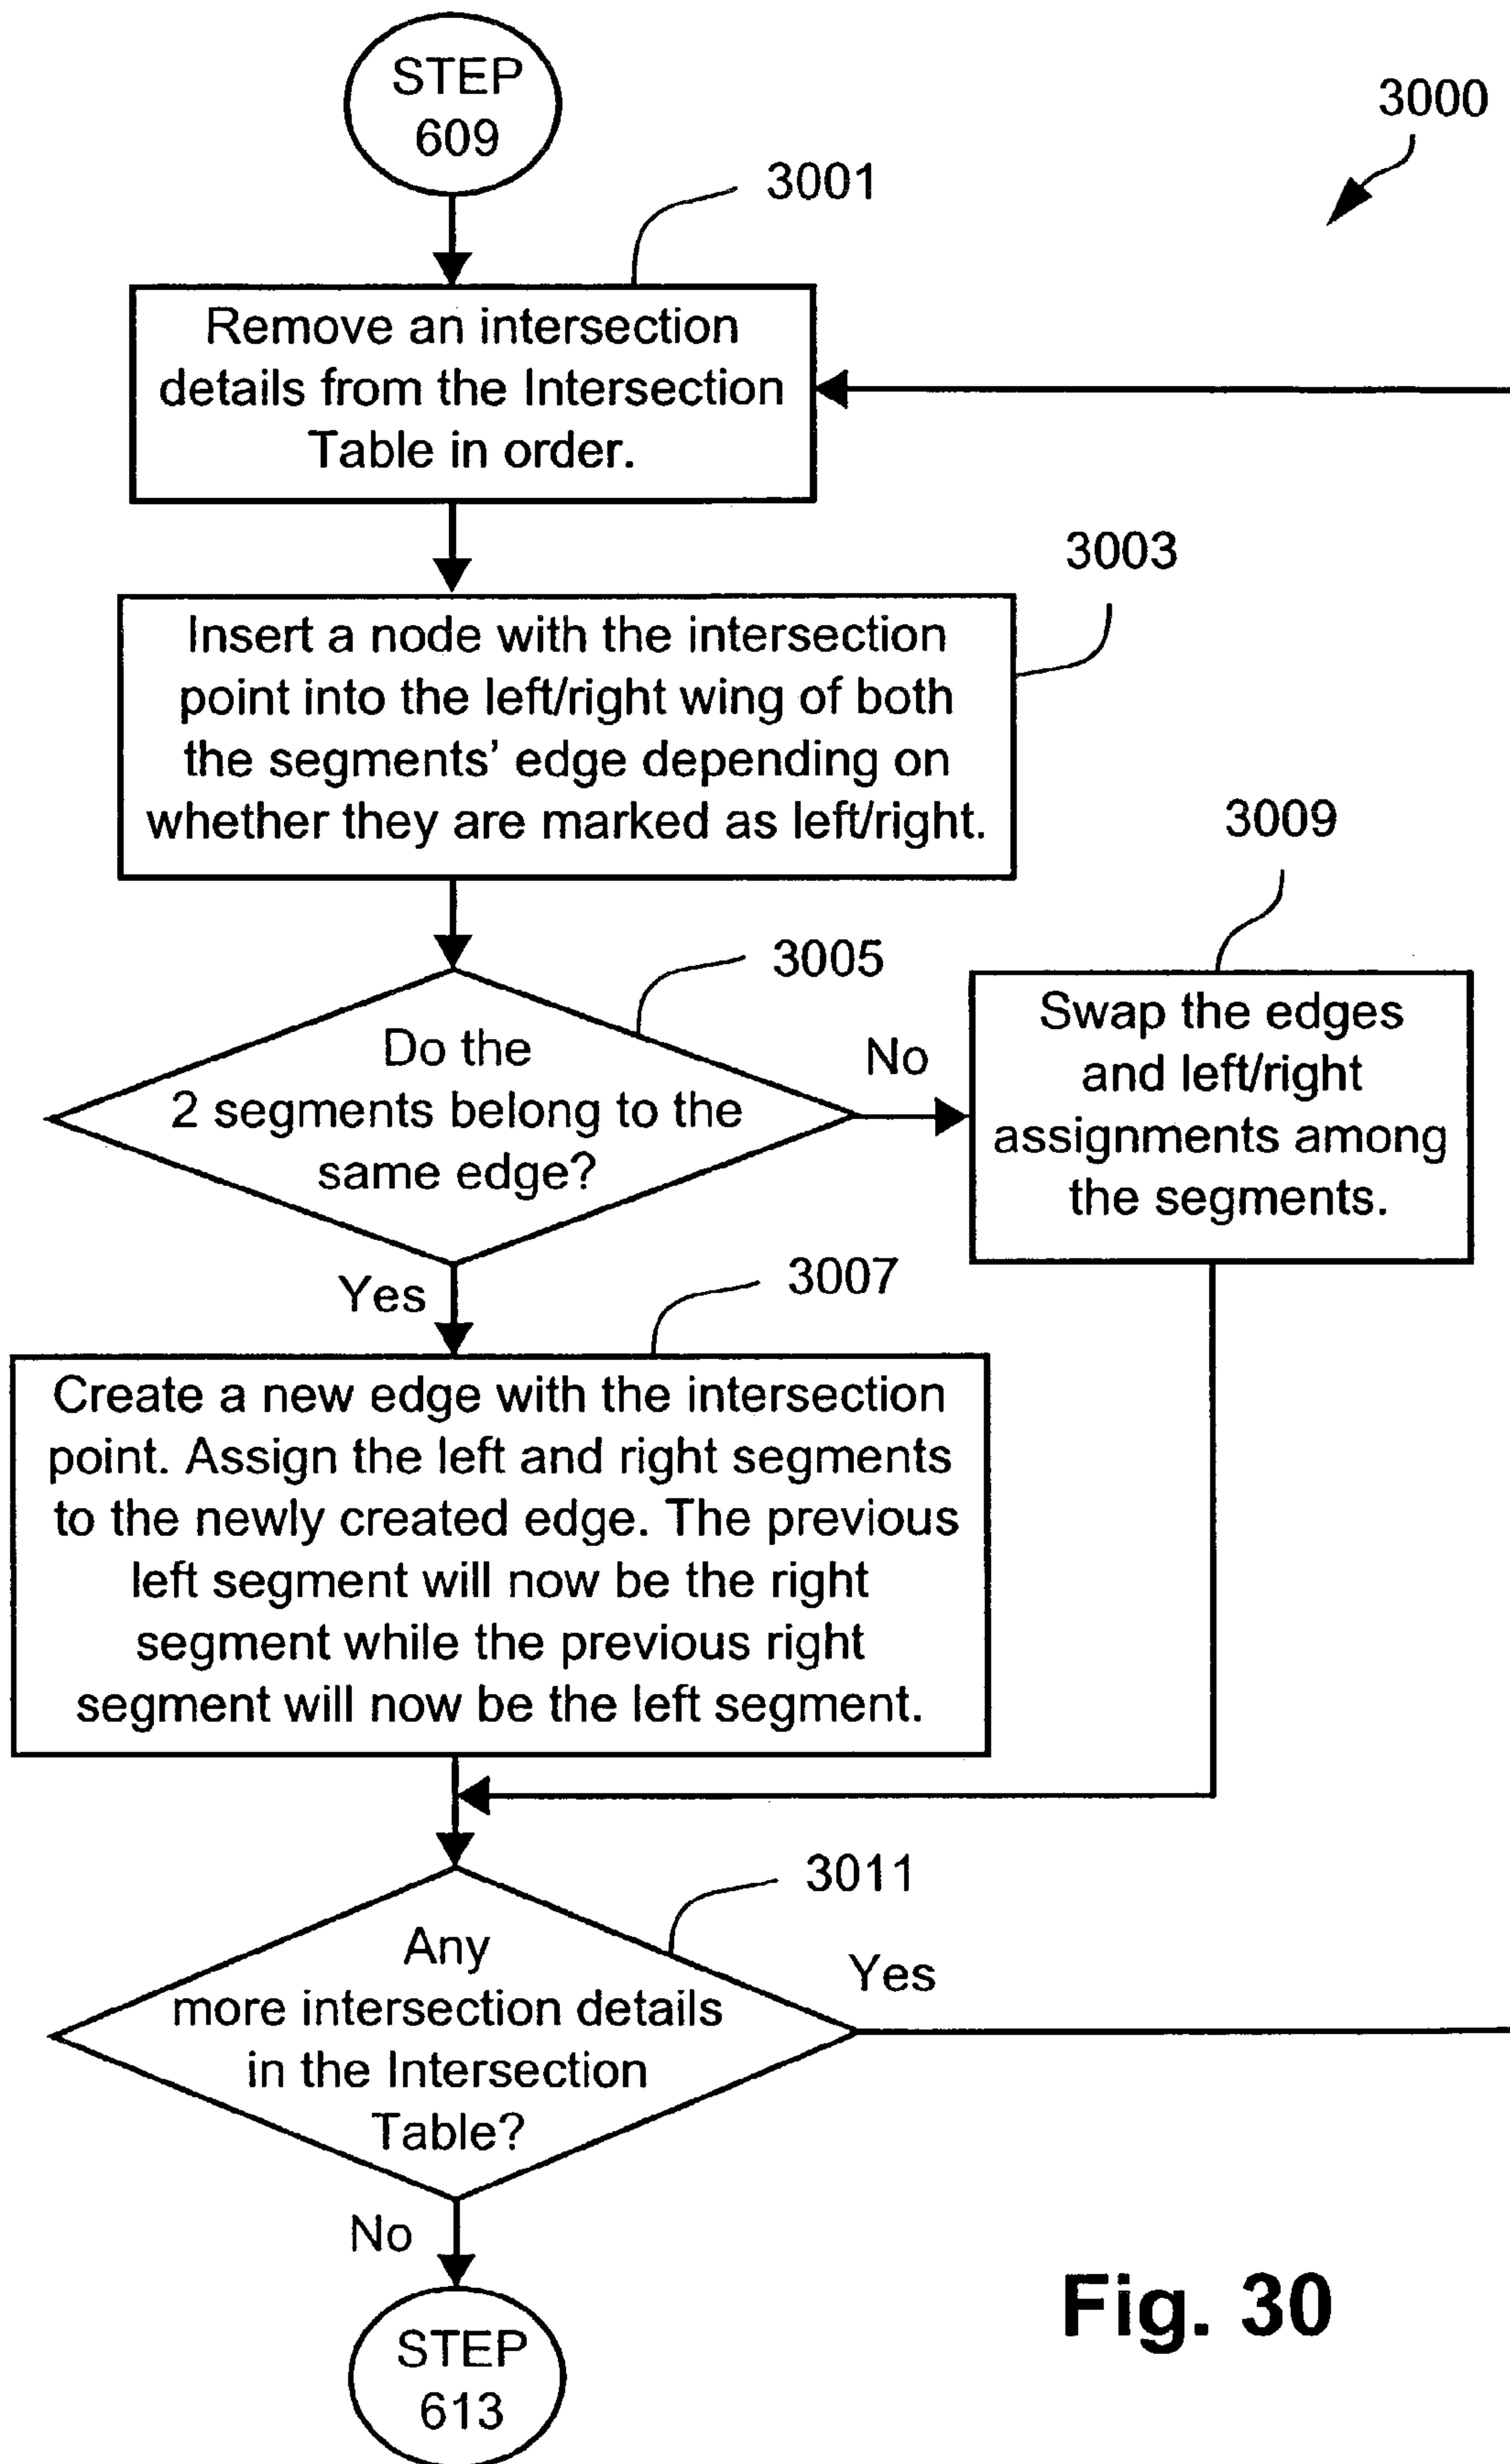 STEP
609
3000
3001
Remove an intersection
details from the Intersection
Table in order.
3003
Insert a node with the intersection
point into the left/right wing of both
the segments' edge depending on
whether they are marked as left/right.
3005
Do the
2 segments belong to the
same edge?
No
3009
Swap the edges
and left/right
assignments among
the segments.
Yes
3007
Create a new edge with the intersection
point. Assign the left and right segments
to the newly created edge. The previous
left segment will now be the right
segment while the previous right
segment will now be the left segment.
3011
Any
more intersection details
in the Intersection
Table?
Yes
No
STEP
613
Fig. 30